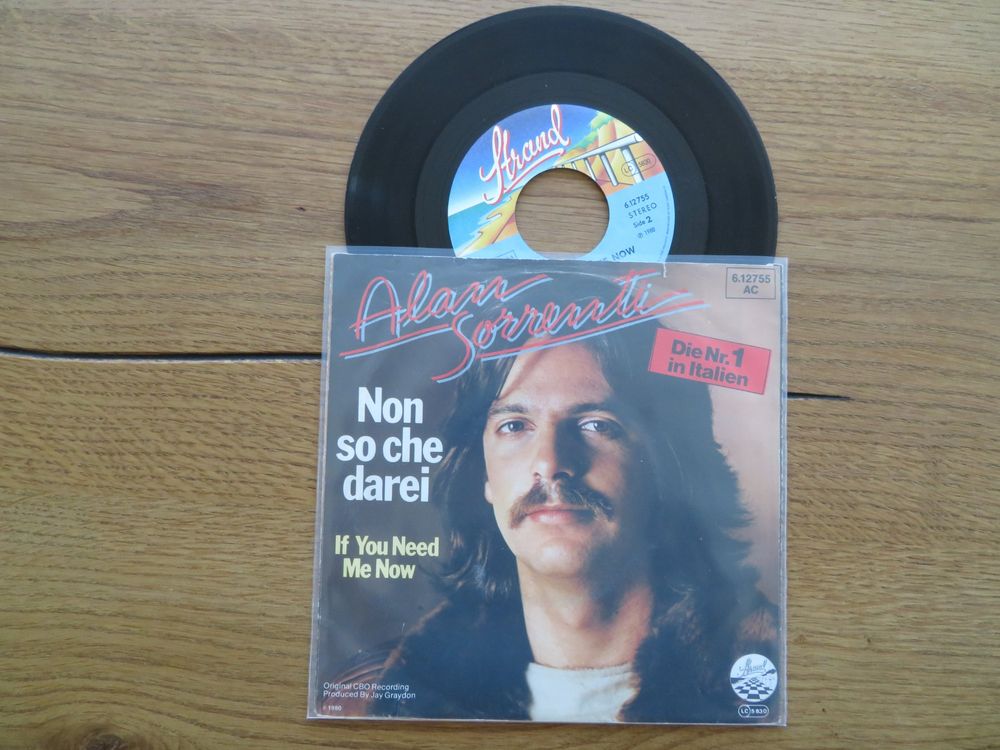 Strand
LC 5830
6.12755
STEREO
Side 2
℗ 1980
NOW
Alan
Sorrenti
6.12755
AC
Die Nr. 1
in Italien
Non
so che
darei
If You Need
Me Now
Original CBO Recording
Produced By Jay Graydon
℗ 1980
Strand
LC 5830